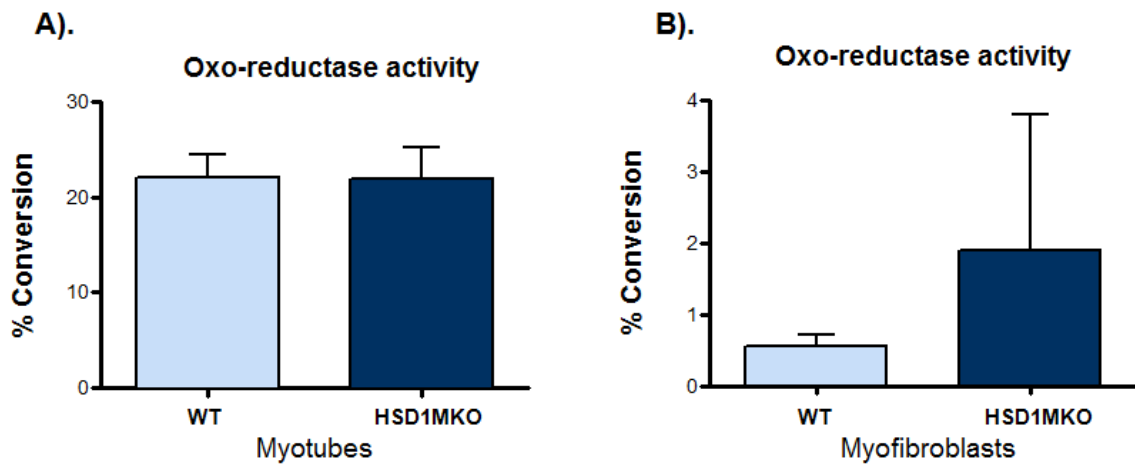 A).
Oxo-reductase activity
% Conversion
30
20
10
0
WT HSD1MKO
Myotubes
B).
Oxo-reductase activity
% Conversion
4
3
2
1
0
WT HSD1MKO
Myofibroblasts